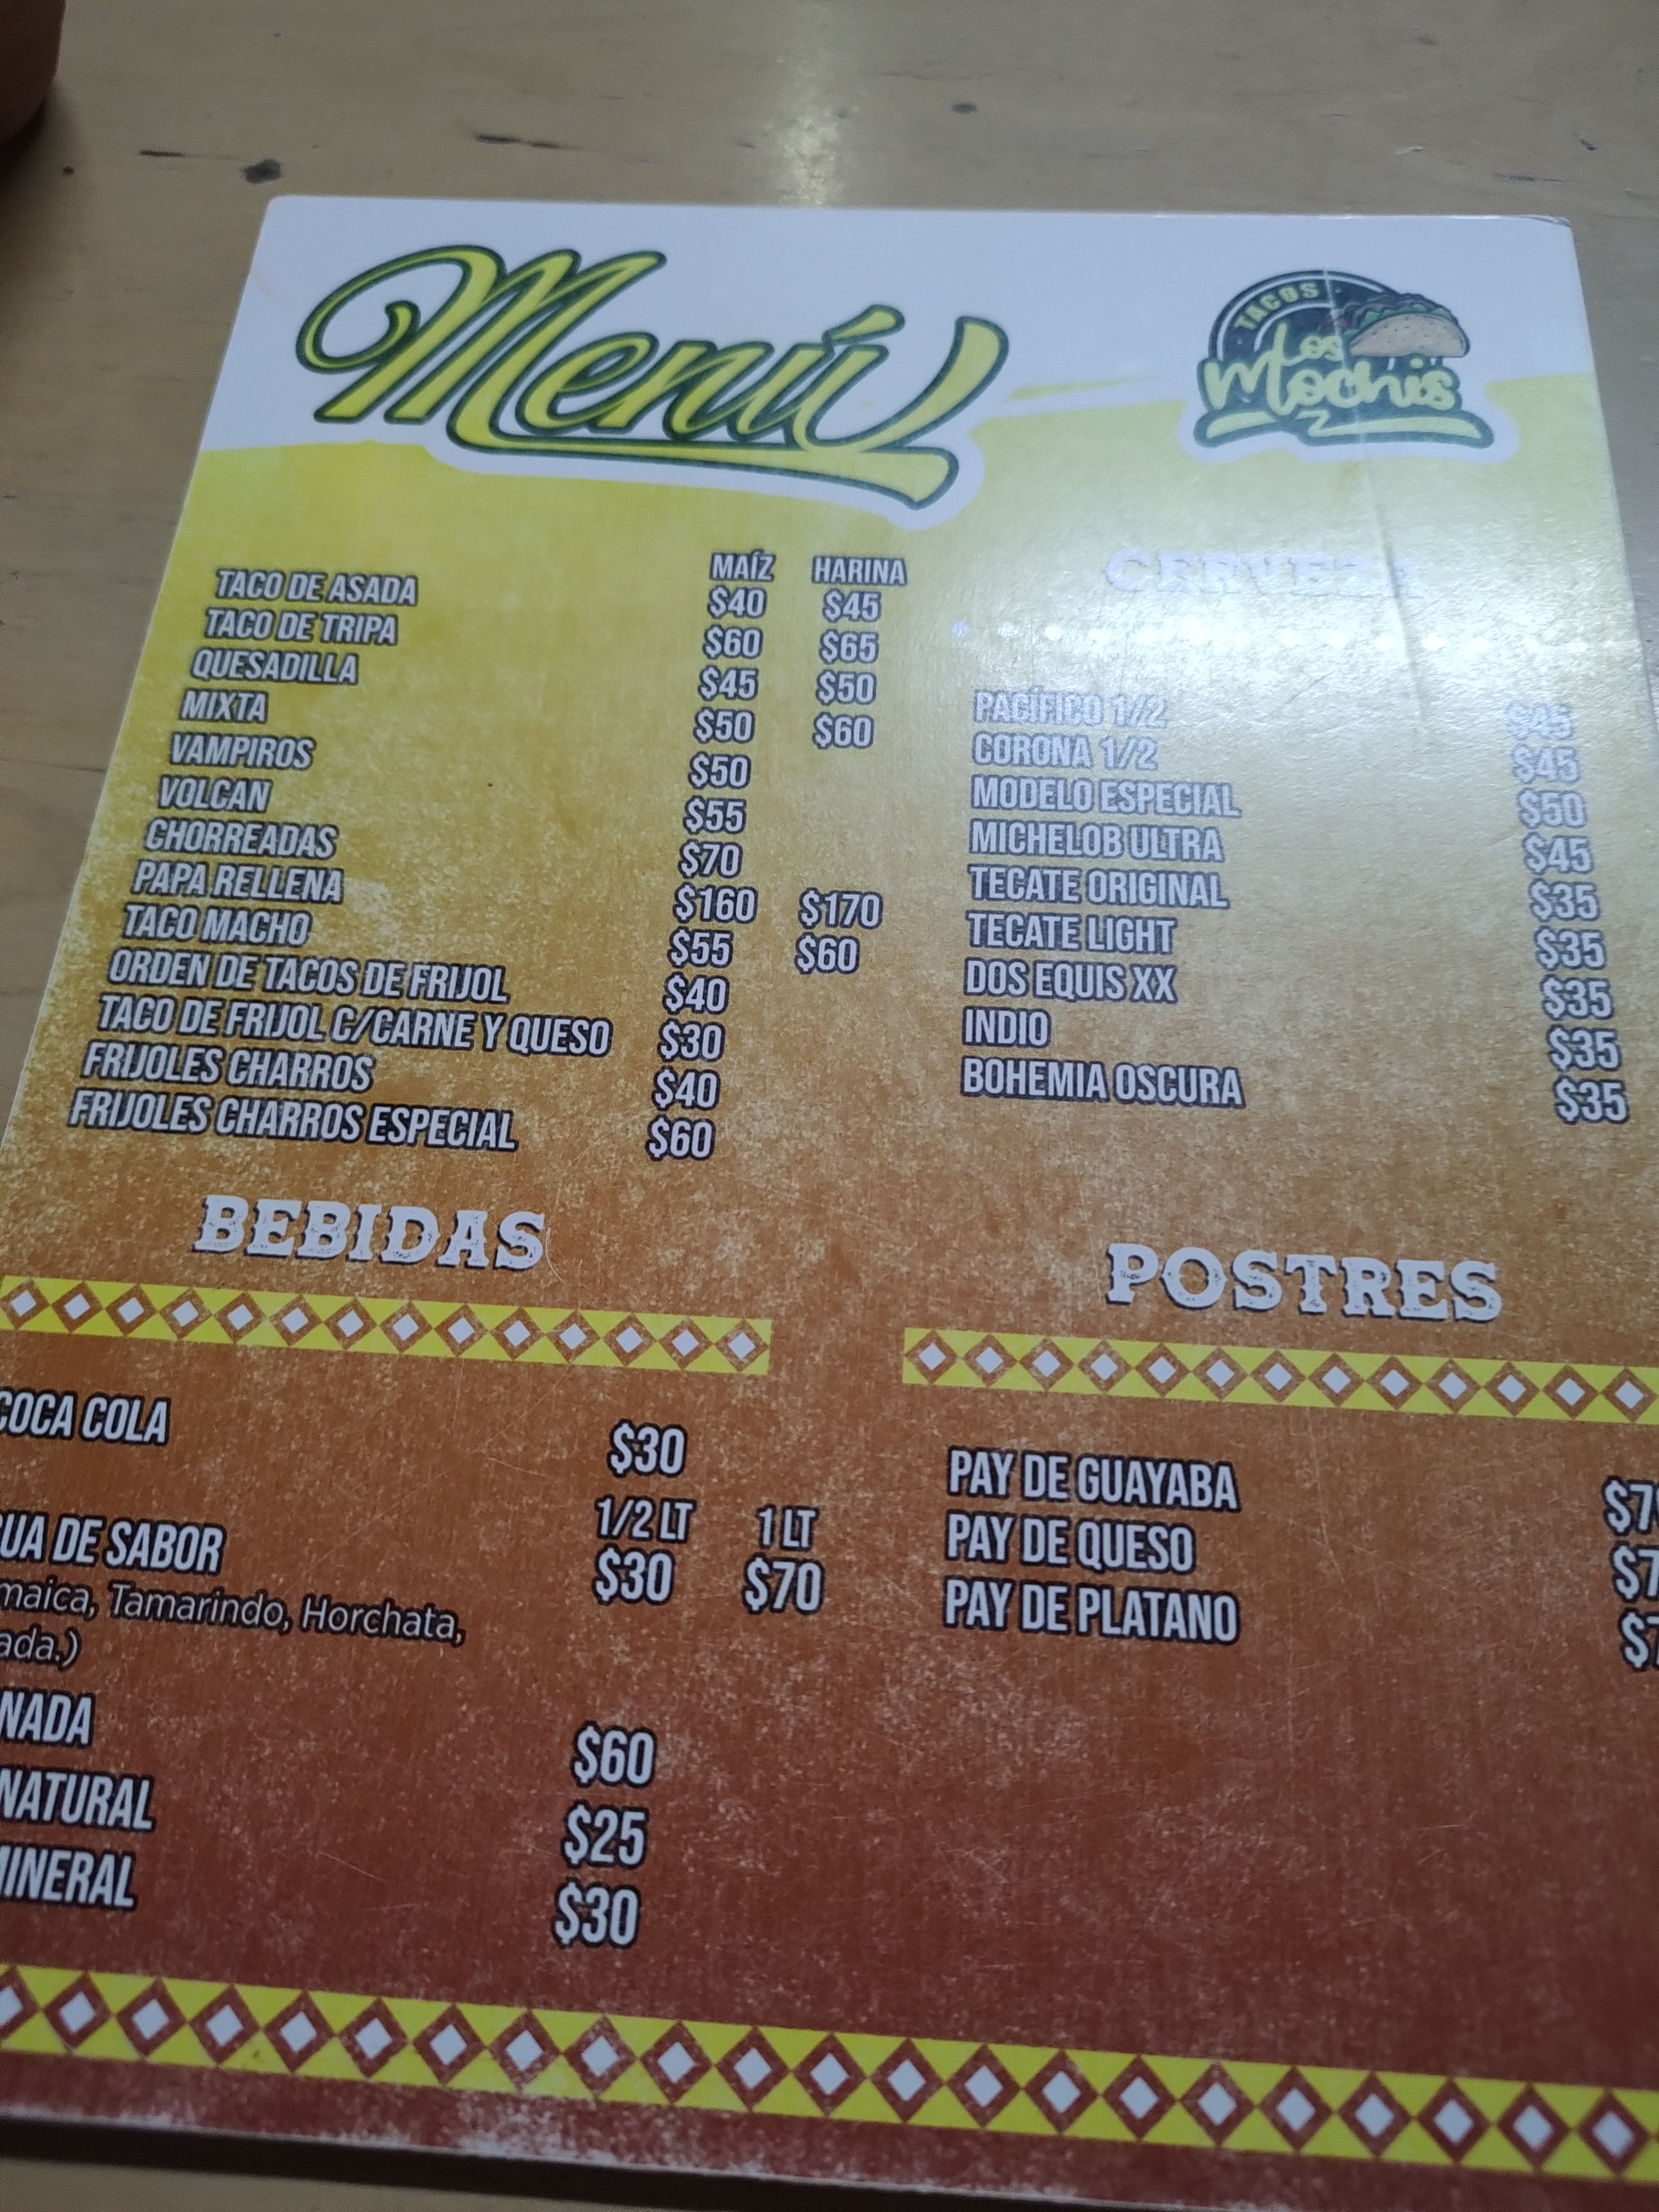 Menú
TACOS
Los
Mochis
MAÍZ HARINA
TACO DE ASADA $40 $45
TACO DE TRIPA $60 $65
QUESADILLA $45 $50
MIXTA $50 $60
VAMPIROS $50
VOLCAN $55
CHORREADAS $70
PAPA RELLENA $160 $170
TACO MACHO $55 $60
ORDEN DE TACOS DE FRIJOL $40
TACO DE FRIJOL C/CARNE Y QUESO $30
FRIJOLES CHARROS $40
FRIJOLES CHARROS ESPECIAL $60
CERVEZA
PACÍFICO 1/2 $45
CORONA 1/2 $45
MODELO ESPECIAL $50
MICHELOB ULTRA $45
TECATE ORIGINAL $35
TECATE LIGHT $35
DOS EQUIS XX $35
INDIO $35
BOHEMIA OSCURA $35
BEBIDAS
COCA COLA $30
1/2 LT 1 LT
UA DE SABOR $30 $70
maica, Tamarindo, Horchata,
ada.)
NADA $60
NATURAL $25
MINERAL $30
POSTRES
PAY DE GUAYABA
PAY DE QUESO
PAY DE PLATANO